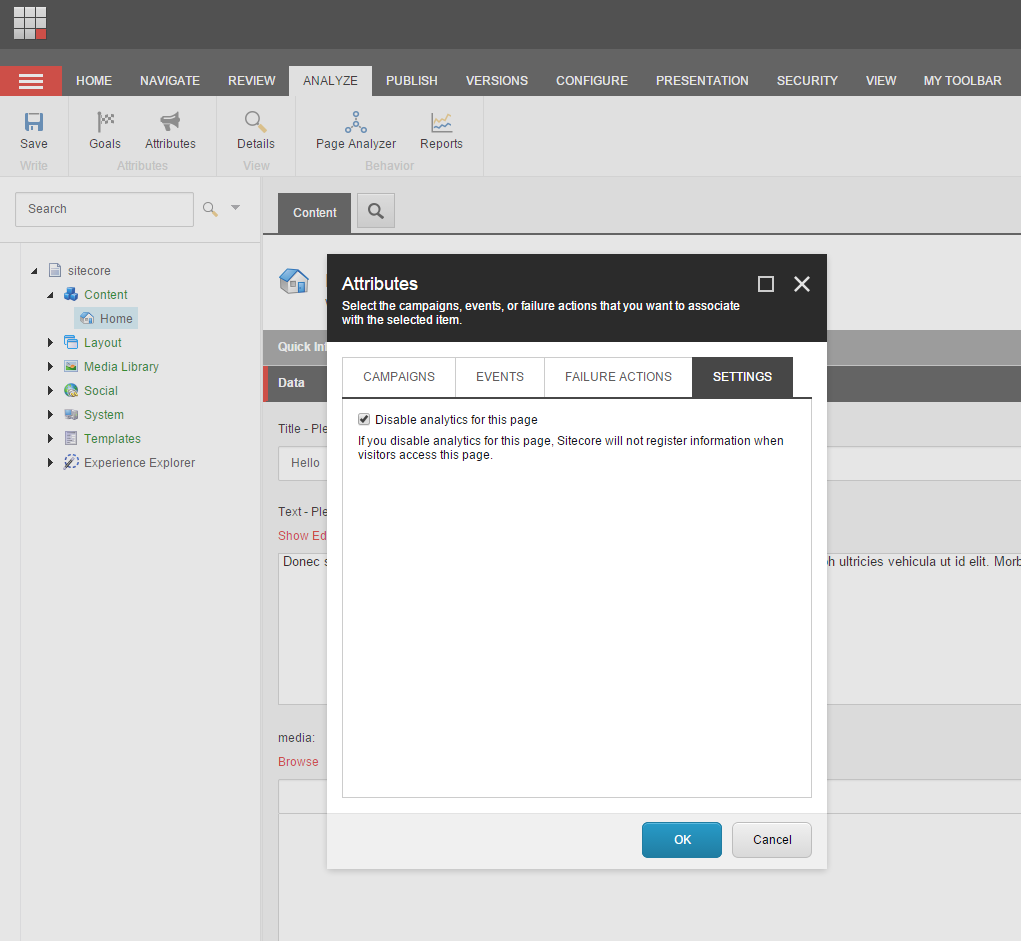 HOME NAVIGATE REVIEW ANALYZE PUBLISH VERSIONS CONFIGURE PRESENTATION SECURITY VIEW MY TOOLBAR
Save Goals Attributes Details Page Analyzer Reports
Write Attributes View Behavior
Search
Content
sitecore
Content
Home
Layout
Media Library
Social
System
Templates
Experience Explorer
Quick Inf
Data
Title - Ple
Hello
Text - Ple
Show Ed
Donec s
h ultricies vehicula ut id elit. Morb
media:
Browse
Attributes
Select the campaigns, events, or failure actions that you want to associate
with the selected item.
CAMPAIGNS EVENTS FAILURE ACTIONS SETTINGS
Disable analytics for this page
If you disable analytics for this page, Sitecore will not register information when
visitors access this page.
OK Cancel